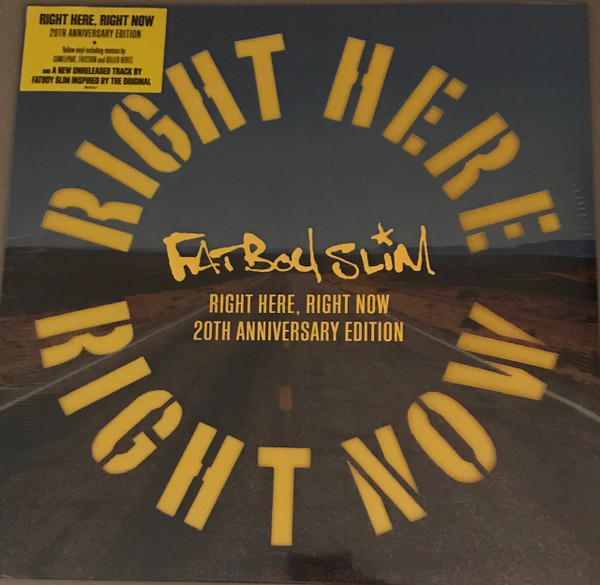 RIGHT HERE, RIGHT NOW
20TH ANNIVERSARY EDITION
Yellow vinyl including remixes by
CAMELPHAT, FRICTION and KILLER HERTZ
AND A NEW UNRELEASED TRACK BY
FATBOY SLIM INSPIRED BY THE ORIGINAL
RIGHT HERE
FATBOY SLIM
RIGHT HERE, RIGHT NOW
20TH ANNIVERSARY EDITION
RIGHT NOW